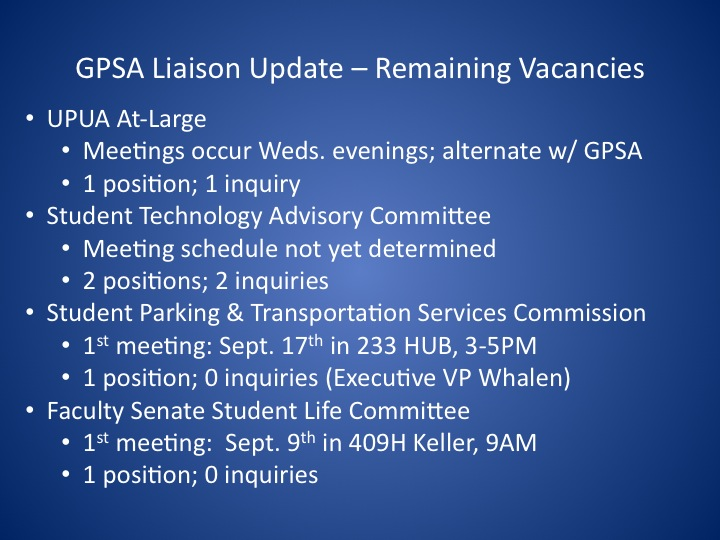 GPSA Liaison Update – Remaining Vacancies
• UPUA At-Large
• Meetings occur Weds. evenings; alternate w/ GPSA
• 1 position; 1 inquiry
• Student Technology Advisory Committee
• Meeting schedule not yet determined
• 2 positions; 2 inquiries
• Student Parking & Transportation Services Commission
• 1st meeting: Sept. 17th in 233 HUB, 3-5PM
• 1 position; 0 inquiries (Executive VP Whalen)
• Faculty Senate Student Life Committee
• 1st meeting:  Sept. 9th in 409H Keller, 9AM
• 1 position; 0 inquiries